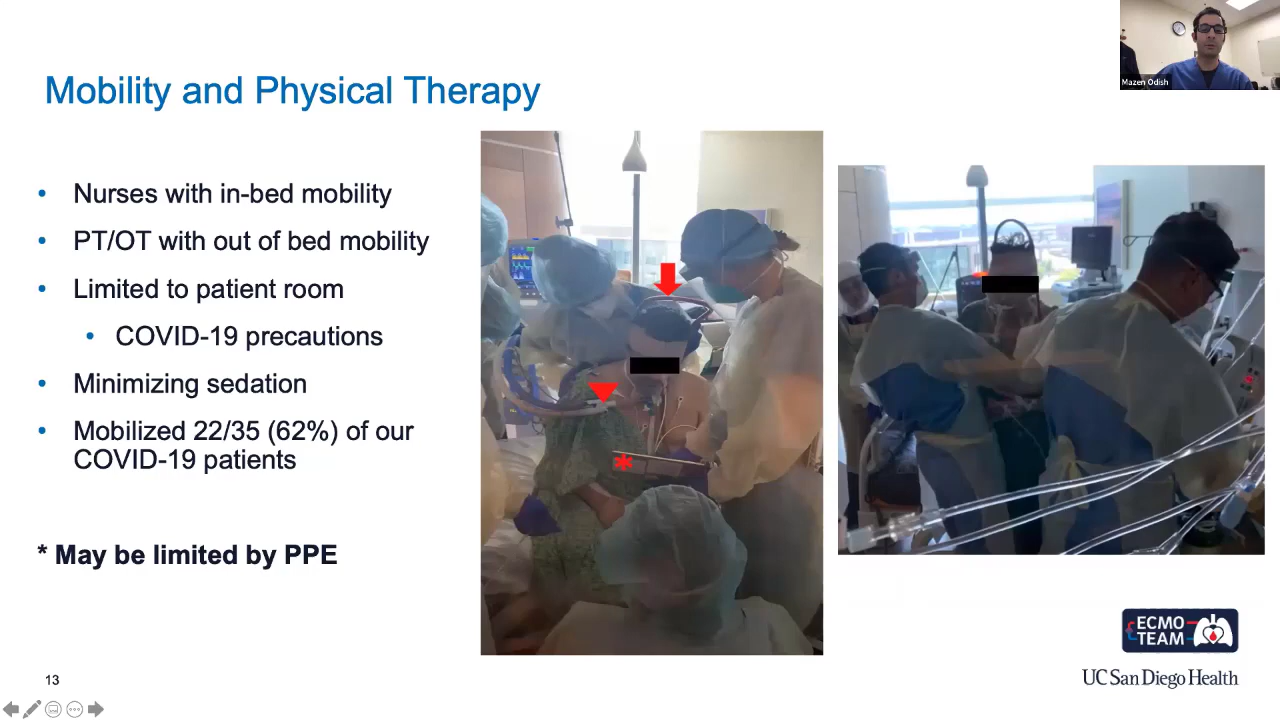 Mazen Odish
Mobility and Physical Therapy
• Nurses with in-bed mobility
• PT/OT with out of bed mobility
• Limited to patient room
• COVID-19 precautions
• Minimizing sedation
• Mobilized 22/35 (62%) of our
COVID-19 patients
* May be limited by PPE
*
ECMO
TEAM
UC San Diego Health
13